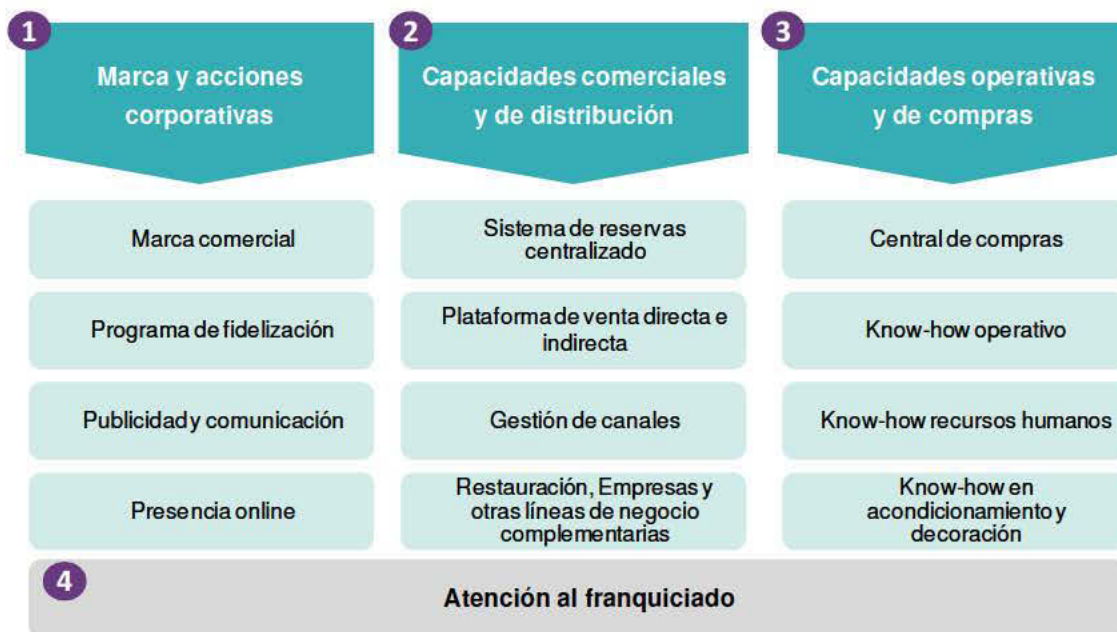 1
Marca y acciones
corporativas
Marca comercial
Programa de fidelización
Publicidad y comunicación
Presencia online
2
Capacidades comerciales
y de distribución
Sistema de reservas
centralizado
Plataforma de venta directa e
indirecta
Gestión de canales
Restauración, Empresas y
otras líneas de negocio
complementarias
3
Capacidades operativas
y de compras
Central de compras
Know-how operativo
Know-how recursos humanos
Know-how en
acondicionamiento y
decoración
4
Atención al franquiciado